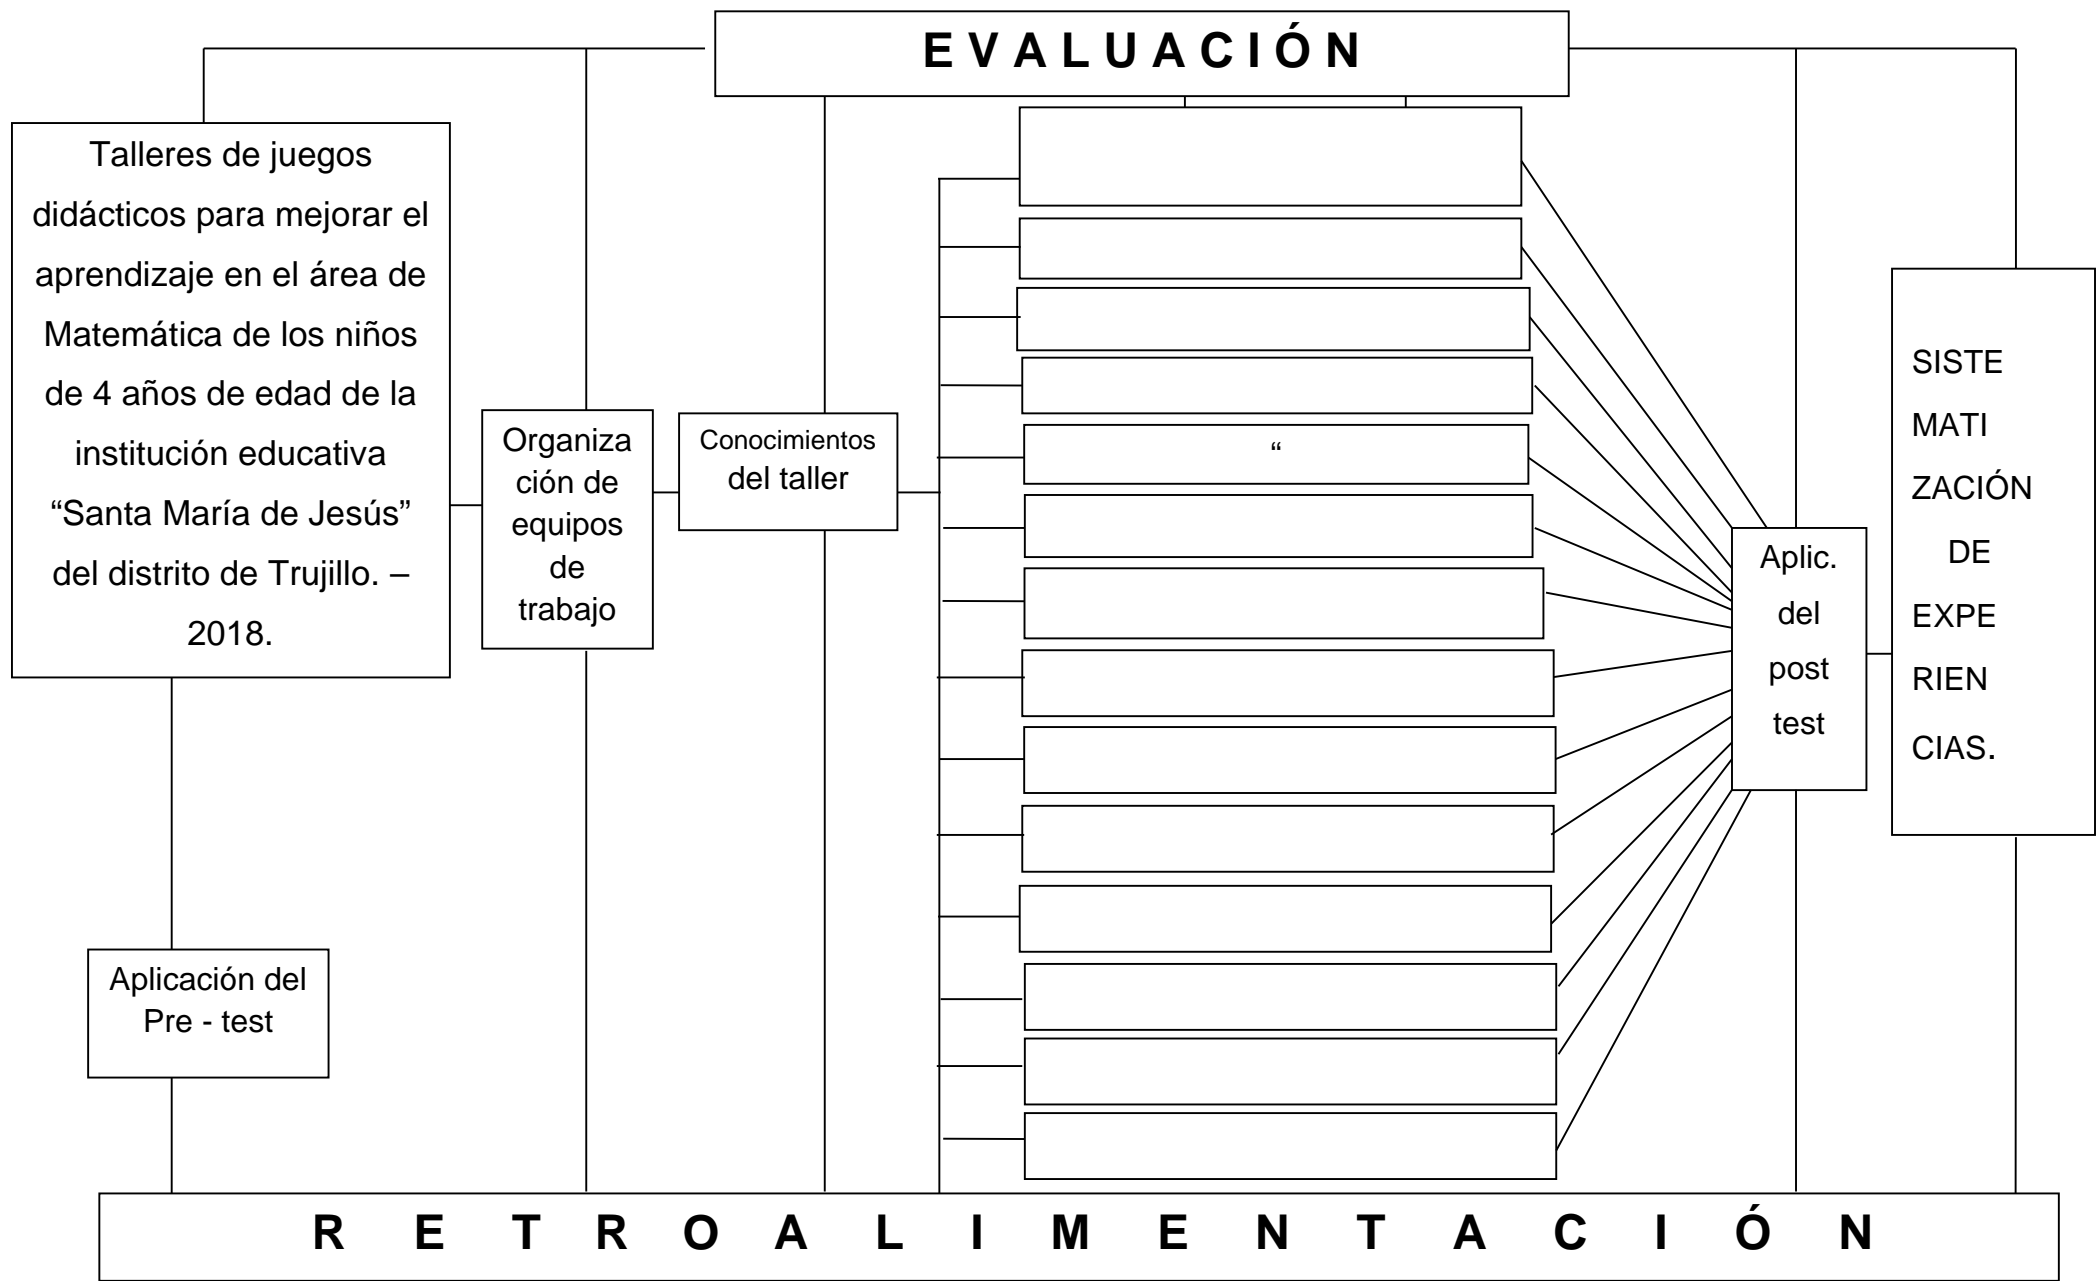 EVALUACIÓN
Talleres de juegos
didácticos para mejorar el
aprendizaje en el área de
Matemática de los niños
de 4 años de edad de la
institución educativa
“Santa María de Jesús”
del distrito de Trujillo. –
2018.
Organiza
ción de
equipos
de
trabajo
Conocimientos
del taller
“
Aplic.
del
post
test
SISTE
MATI
ZACIÓN
DE
EXPE
RIEN
CIAS.
Aplicación del
Pre - test
RETROALIMENTACIÓN